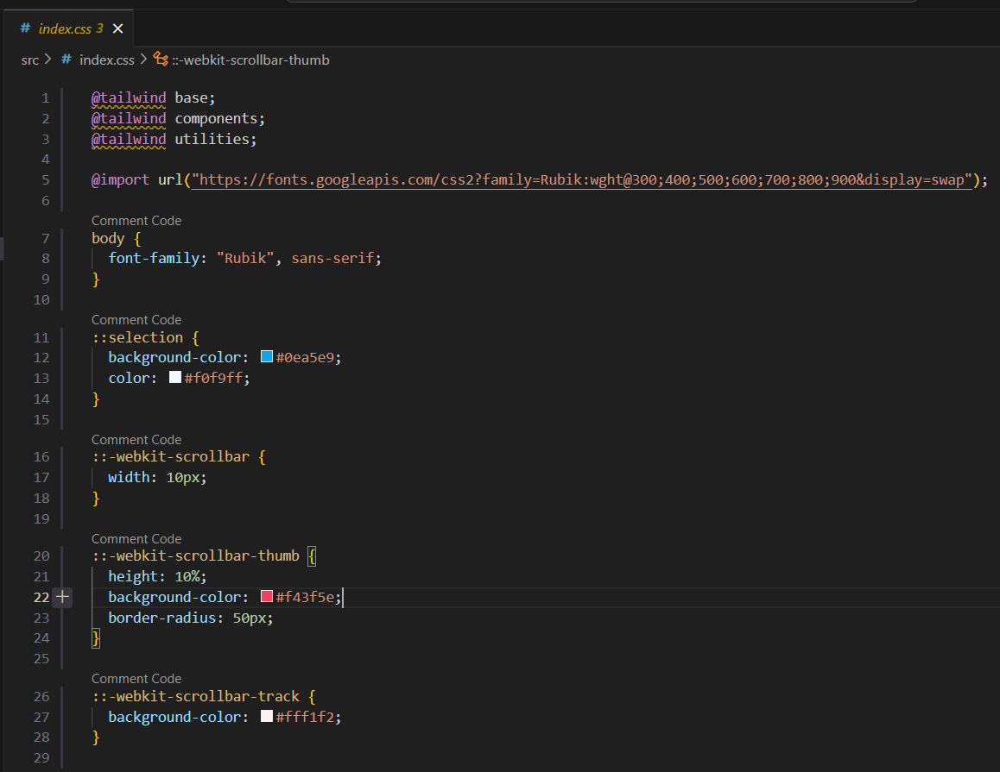 # index.css 3
src > # index.css > ::-webkit-scrollbar-thumb
1 @tailwind base;
2 @tailwind components;
3 @tailwind utilities;
4
5 @import url("https://fonts.googleapis.com/css2?family=Rubik:wght@300;400;500;600;700;800;900&display=swap");
6
Comment Code
7 body {
8   font-family: "Rubik", sans-serif;
9 }
10
Comment Code
11 ::selection {
12   background-color: #0ea5e9;
13   color: #f0f9ff;
14 }
15
Comment Code
16 ::-webkit-scrollbar {
17   width: 10px;
18 }
19
Comment Code
20 ::-webkit-scrollbar-thumb {
21   height: 10%;
22   background-color: #f43f5e;
23   border-radius: 50px;
24 }
25
Comment Code
26 ::-webkit-scrollbar-track {
27   background-color: #fff1f2;
28 }
29